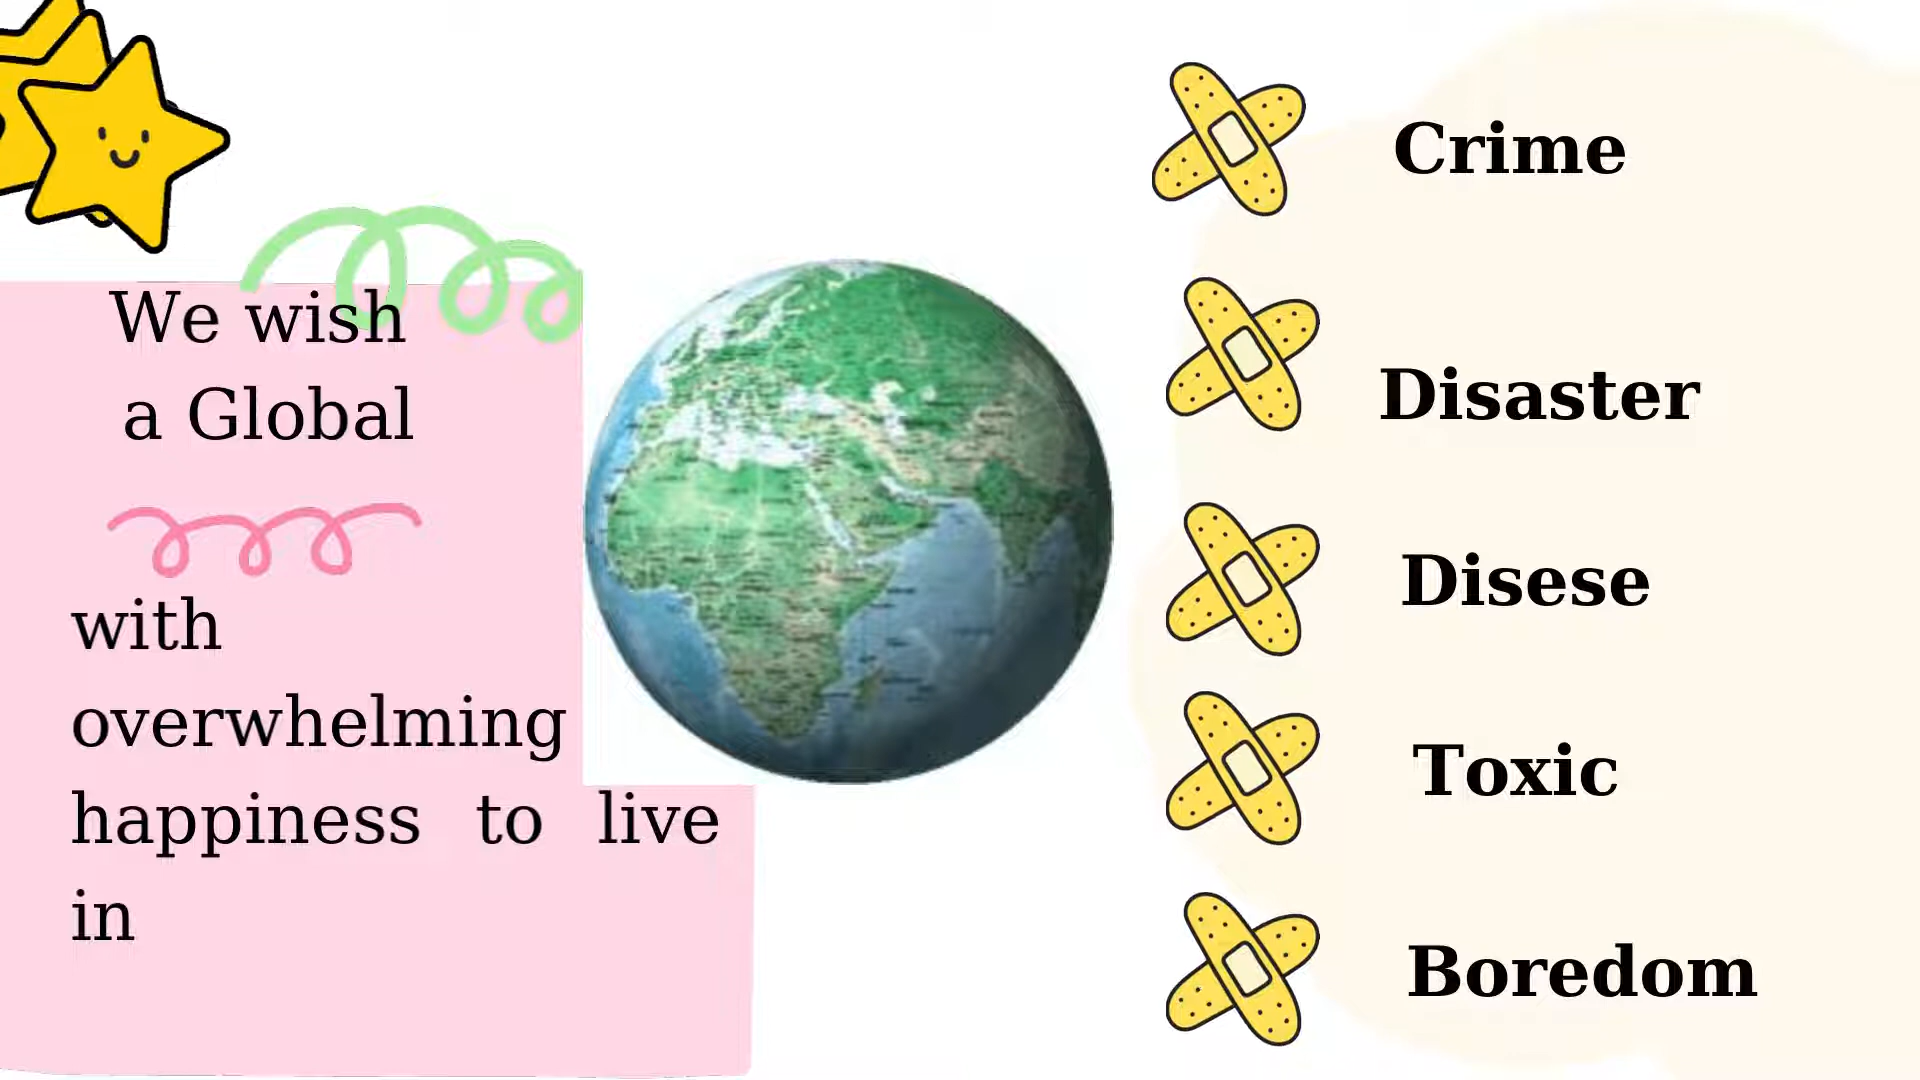 We wish
a Global
with
overwhelming
happiness to live
in
Crime
Disaster
Disese
Toxic
Boredom